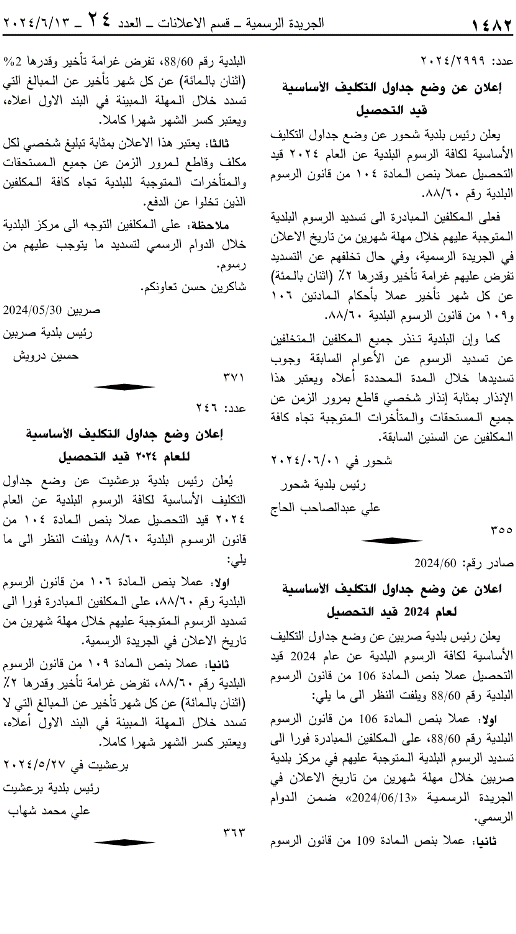 ١٤٨٢
الجريدة الرسمية ــ قسم الاعلانات ــ العدد ٢٤ ــ ٢٠٢٤/٦/١٣
عدد: ٢٠٢٤/٢٩٩٩
إعلان عن وضع جداول التكليف الأساسية
قيد التحصيل
يعلن رئيس بلدية شحور عن وضع جداول التكليف
الأساسية لكافة الرسوم البلدية عن العام ٢٠٢٤ قيد
التحصيل عملا بنص المادة ١٠٤ من قانون الرسوم
البلدية رقم ٨٨/٦٠.
فعلى المكلفين المبادرة الى تسديد الرسوم البلدية
المتوجبة عليهم خلال مهلة شهرين من تاريخ الاعلان
في الجريدة الرسمية، وفي حال تخلفهم عن التسديد
تفرض عليهم غرامة تأخير وقدرها ٢٪ (اثنان بالمئة)
عن كل شهر تأخير عملا بأحكام المادتين ١٠٦
و١٠٩ من قانون الرسوم البلدية ٨٨/٦٠.
كما وإن البلدية تنذر جميع المكلفين المتخلفين
عن تسديد الرسوم عن الأعوام السابقة وجوب
تسديدها خلال المدة المحددة أعلاه ويعتبر هذا
الإنذار بمثابة إنذار شخصي قاطع بمرور الزمن عن
جميع المستحقات والمتأخرات المتوجبة تجاه كافة
المكلفين عن السنين السابقة.
شحور في ٢٠٢٤/٠٦/٠١
رئيس بلدية شحور
علي عبدالصاحب الحاج
٣٥٥
صادر رقم: 2024/60
اعلان عن وضع جداول التكليف الأساسية
لعام 2024 قيد التحصيل
يعلن رئيس بلدية صربين عن وضع جداول التكليف
الأساسية لكافة الرسوم البلدية عن عام 2024 قيد
التحصيل عملا بنص المادة 106 من قانون الرسوم
البلدية رقم 88/60 ويلفت النظر الى ما يلي:
اولا: عملا بنص المادة 106 من قانون الرسوم
البلدية رقم 88/60، على المكلفين المبادرة فورا الى
تسديد الرسوم البلدية المتوجبة عليهم في مركز بلدية
صربين خلال مهلة شهرين من تاريخ الاعلان في
الجريدة الرسمية «2024/06/13» ضمن الدوام
الرسمي.
ثانيا: عملا بنص المادة 109 من قانون الرسوم
البلدية رقم 88/60، تفرض غرامة تأخير وقدرها 2%
(اثنان بالمائة) عن كل شهر تأخير عن المبالغ التي
تسدد خلال المهلة المبينة في البند الاول اعلاه،
ويعتبر كسر الشهر شهرا كاملا.
ثالثا: يعتبر هذا الاعلان بمثابة تبليغ شخصي لكل
مكلف وقاطع لمرور الزمن عن جميع المستحقات
والمتأخرات المتوجبة للبلدية تجاه كافة المكلفين
الذين تخلوا عن الدفع.
ملاحظة: على المكلفين التوجه الى مركز البلدية
خلال الدوام الرسمي لتسديد ما يتوجب عليهم من
رسوم.
شاكرين حسن تعاونكم.
صربين 2024/05/30
رئيس بلدية صربين
حسين درويش
٣٧١
عدد: ٢٤٦
إعلان وضع جداول التكليف الأساسية
للعام ٢٠٢٤ قيد التحصيل
يُعلن رئيس بلدية برعشيت عن وضع جداول
التكليف الأساسية لكافة الرسوم البلدية عن العام
٢٠٢٤ قيد التحصيل عملا بنص المادة ١٠٤ من
قانون الرسوم البلدية ٨٨/٦٠ ويلفت النظر الى ما
يلي:
اولا: عملا بنص المادة ١٠٦ من قانون الرسوم
البلدية رقم ٨٨/٦٠، على المكلفين المبادرة فورا الى
تسديد الرسوم المتوجبة عليهم خلال مهلة شهرين من
تاريخ الاعلان في الجريدة الرسمية.
ثانيا: عملا بنص المادة ١٠٩ من قانون الرسوم
البلدية رقم ٨٨/٦٠، تفرض غرامة تأخير وقدرها ٢٪
(اثنان بالمائة) عن كل شهر تأخير عن المبالغ التي لا
تسدد خلال المهلة المبينة في البند الأول أعلاه،
ويعتبر كسر الشهر شهرا كاملا.
برعشيت في ٢٠٢٤/٥/٢٧
رئيس بلدية برعشيت
علي محمد شهاب
٣٦٣